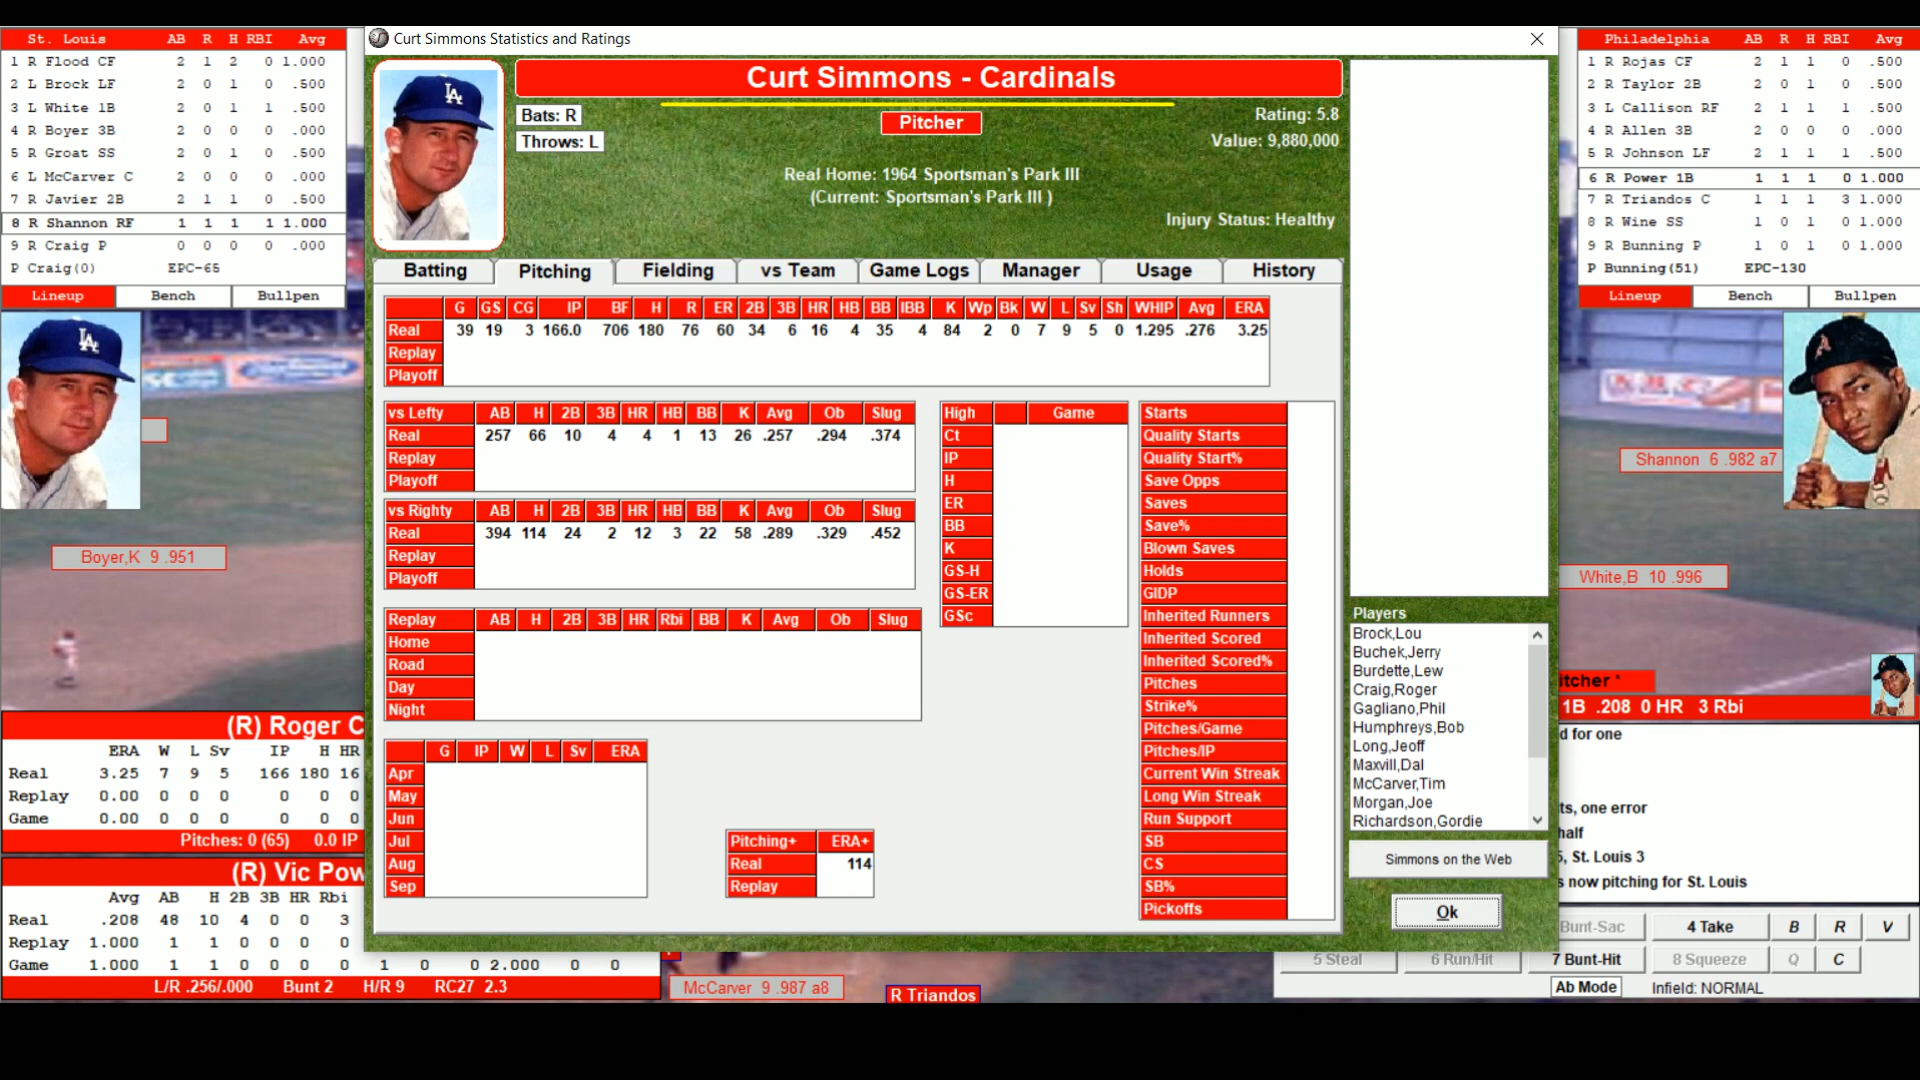 Curt Simmons Statistics and Ratings
St. Louis AB R H RBI Avg
1 R Flood CF 2 1 2 0 1.000
2 L Brock LF 2 0 1 0 .500
3 L White 1B 2 0 1 1 .500
4 R Boyer 3B 2 0 0 0 .000
5 R Groat SS 2 0 1 0 .500
6 L McCarver C 2 0 0 0 .000
7 R Javier 2B 2 1 1 0 .500
8 R Shannon RF 1 1 1 1 1.000
9 R Craig P 0 0 0 0 .000
P Craig(0) EPC-65
Lineup Bench Bullpen
LA
Boyer,K 9 .951
(R) Roger C
ERA W L Sv IP H HR
Real 3.25 7 9 5 166 180 16
Replay 0.00 0 0 0 0 0 0
Game 0.00 0 0 0 0 0 0
Pitches: 0 (65) 0.0 IP
(R) Vic Pow
Avg AB H 2B 3B HR Rbi
Real .208 48 10 4 0 0 3
Replay 1.000 1 1 0 0 0 0
Game 1.000 1 1 0 0 0 0 1 0 0 2.000 0 0
L/R .256/.000 Bunt 2 H/R 9 RC27 2.3
LA
Curt Simmons - Cardinals
Bats: R
Throws: L
Pitcher
Rating: 5.8
Value: 9,880,000
Real Home: 1964 Sportsman's Park III
(Current: Sportsman's Park III )
Injury Status: Healthy
Batting Pitching Fielding vs Team Game Logs Manager Usage History
G GS CG IP BF H R ER 2B 3B HR HB BB IBB K Wp Bk W L Sv Sh WHIP Avg ERA
Real 39 19 3 166.0 706 180 76 60 34 6 16 4 35 4 84 2 0 7 9 5 0 1.295 .276 3.25
Replay
Playoff
vs Lefty AB H 2B 3B HR HB BB K Avg Ob Slug
Real 257 66 10 4 4 1 13 26 .257 .294 .374
Replay
Playoff
vs Righty AB H 2B 3B HR HB BB K Avg Ob Slug
Real 394 114 24 2 12 3 22 58 .289 .329 .452
Replay
Playoff
Replay AB H 2B 3B HR Rbi BB K Avg Ob Slug
Home
Road
Day
Night
G IP W L Sv ERA
Apr
May
Jun
Jul
Aug
Sep
Pitching+ ERA+
Real 114
Replay
High Game
Ct
IP
H
ER
BB
K
GS-H
GS-ER
GSc
Starts
Quality Starts
Quality Start%
Save Opps
Saves
Save%
Blown Saves
Holds
GIDP
Inherited Runners
Inherited Scored
Inherited Scored%
Pitches
Strike%
Pitches/Game
Pitches/IP
Current Win Streak
Long Win Streak
Run Support
SB
CS
SB%
Pickoffs
Players
Brock,Lou
Buchek,Jerry
Burdette,Lew
Craig,Roger
Gagliano,Phil
Humphreys,Bob
Long,Jeoff
Maxvill,Dal
McCarver,Tim
Morgan,Joe
Richardson,Gordie
Simmons on the Web
Ok
McCarver 9 .987 a8
R Triandos
Philadelphia AB R H RBI Avg
1 R Rojas CF 2 1 1 0 .500
2 R Taylor 2B 2 0 1 0 .500
3 L Callison RF 2 1 1 1 .500
4 R Allen 3B 2 0 0 0 .000
5 R Johnson LF 2 1 1 1 .500
6 R Power 1B 1 1 1 0 1.000
7 R Triandos C 1 1 1 3 1.000
8 R Wine SS 1 0 1 0 1.000
9 R Bunning P 1 0 1 0 1.000
P Bunning(51) EPC-130
Lineup Bench Bullpen
A
Shannon 6 .982 a7
White,B 10 .996
itcher *
1B .208 0 HR 3 Rbi
d for one
ts, one error
half
5, St. Louis 3
s now pitching for St. Louis
Bunt-Sac 4 Take B R V
5 Steal 6 Run/Hit 7 Bunt-Hit 8 Squeeze Q C
Ab Mode Infield: NORMAL